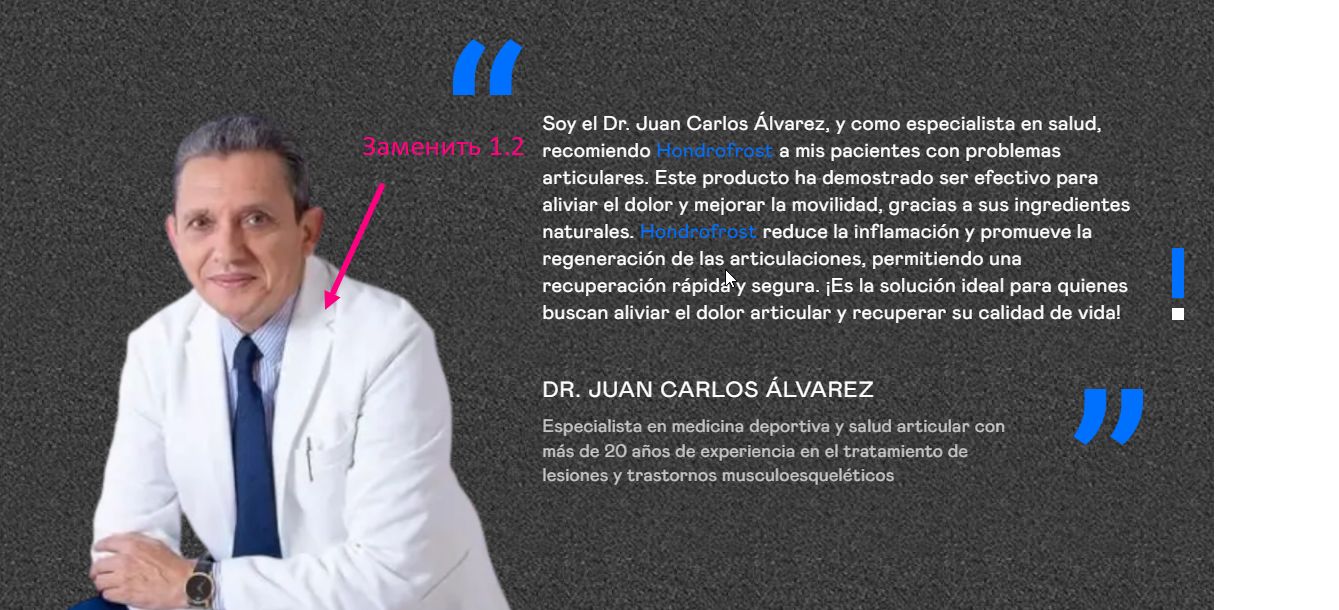 “
Заменить 1.2
Soy el Dr. Juan Carlos Álvarez, y como especialista en salud,
recomiendo Hondrofrost a mis pacientes con problemas
articulares. Este producto ha demostrado ser efectivo para
aliviar el dolor y mejorar la movilidad, gracias a sus ingredientes
naturales. Hondrofrost reduce la inflamación y promueve la
regeneración de las articulaciones, permitiendo una
recuperación rápida y segura. ¡Es la solución ideal para quienes
buscan aliviar el dolor articular y recuperar su calidad de vida!
DR. JUAN CARLOS ÁLVAREZ
Especialista en medicina deportiva y salud articular con
más de 20 años de experiencia en el tratamiento de
lesiones y trastornos musculoesqueléticos
”